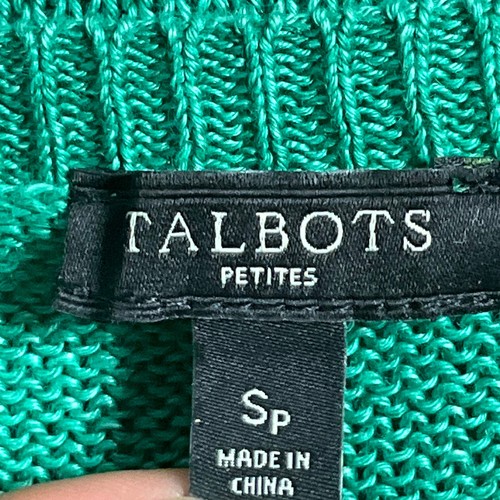 TALBOTS
PETITES
SP
MADE IN
CHINA